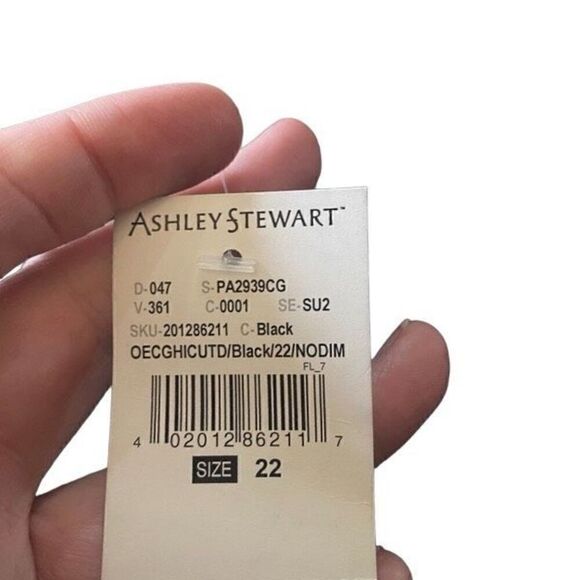 ASHLEY STEWART™
D-047 S-PA2939CG
V-361 C-0001 SE-SU2
SKU-201286211 C-Black
OECGHICUTD/Black/22/NODIM
FL_7
4 02012 86211 7
SIZE 22